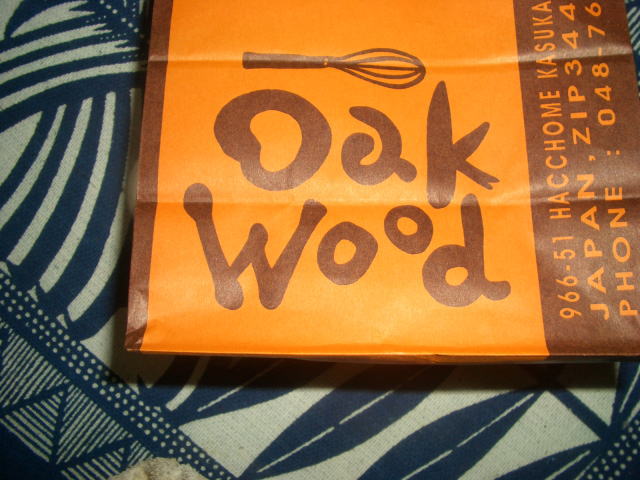 Oak
Wood
966-51 HACCHOME KASUKA
JAPAN, ZIP344
PHONE : 048-76